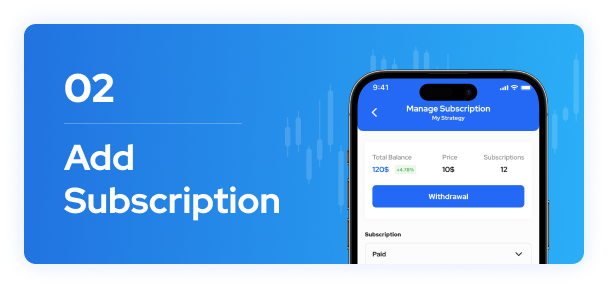 02
Add
Subscription
9:41
Manage Subscription
My Strategy
Total Balance Price Subscriptions
120$ +4.76% 10$ 12
Withdrawal
Subscription
Paid